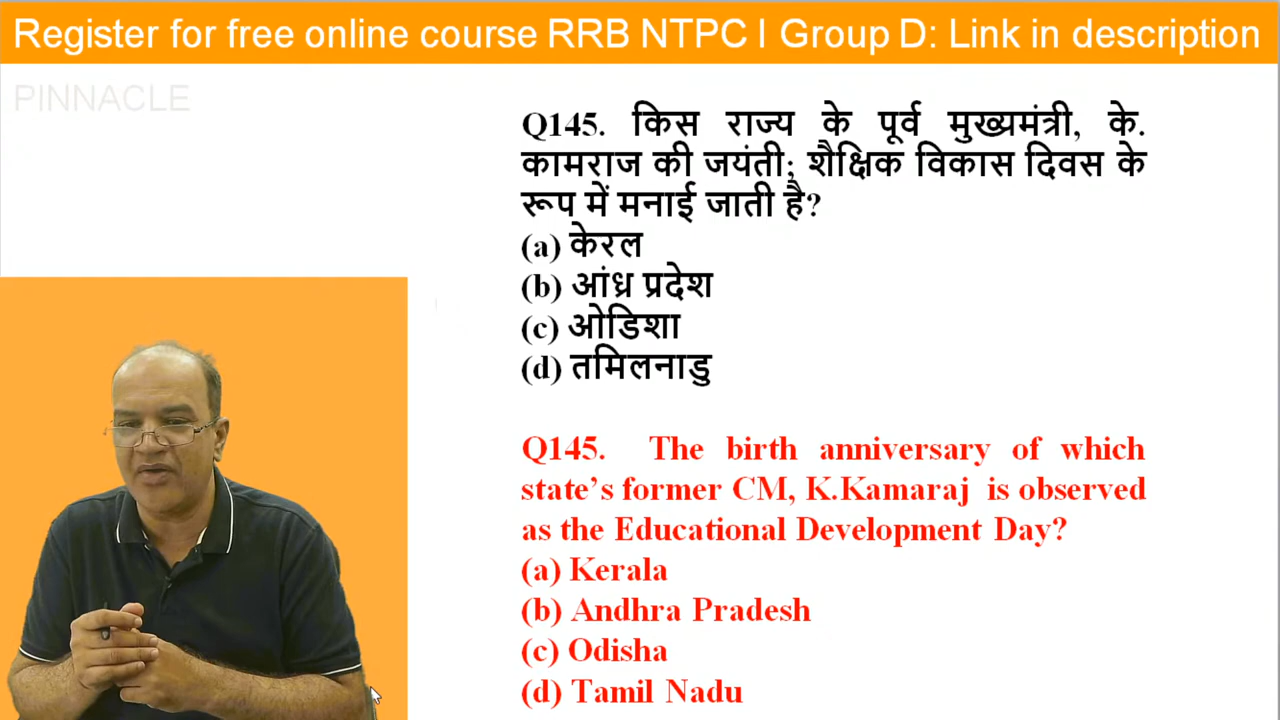 Register for free online course RRB NTPC I Group D: Link in description
PINNACLE
Q145. किस राज्य के पूर्व मुख्यमंत्री, के.
कामराज की जयंती; शैक्षिक विकास दिवस के
रूप में मनाई जाती है?
(a) केरल
(b) आंध्र प्रदेश
(c) ओडिशा
(d) तमिलनाडु
Q145. The birth anniversary of which
state's former CM, K.Kamaraj is observed
as the Educational Development Day?
(a) Kerala
(b) Andhra Pradesh
(c) Odisha
(d) Tamil Nadu